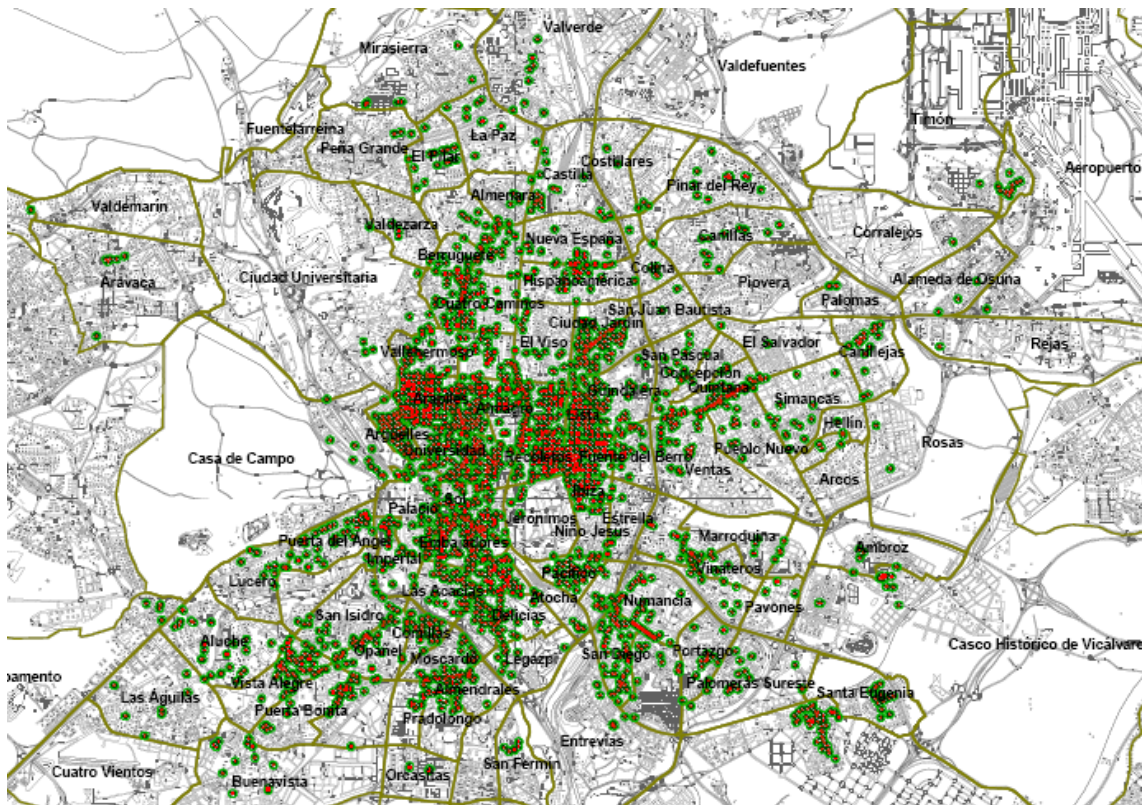 Valverde
Mirasierra
Valdefuentes
Timón
Fuentelarreina
La Paz
Peña Grande
El Pilar
Costillares
Aeropuerto
Castilla
Pinar del Rey
Almenara
Valdemarín
Valdezarza
Nueva España
Canillas
Corralejos
Berruguete
Ciudad Universitaria
Colina
Aravaca
Hispanoamérica
Piovera
Alameda de Osuna
Cuatro Caminos
Palomas
San Juan Bautista
Ciudad Jardín
El Viso
El Salvador
Rejas
Vallehermoso
San Pascual
Canillejas
Concepción
Guindalera
Quintana
Arapiles
Almagro
Simancas
Lista
Hellín
Argüelles
Rosas
Universidad
Pueblo Nuevo
Casa de Campo
Recoletos
Fuente del Berro
Ventas
Arcos
Ibiza
Sol
Palacio
Jerónimos
Estrella
Niño Jesús
Marroquina
Puerta del Angel
Embajadores
Ambroz
Imperial
Vinateros
Pacífico
Lucero
Las Acacias
Atocha
Numancia
Pavones
San Isidro
Delicias
Comillas
Aluche
Opañel
Casco Histórico de Vicálvaro
Moscardó
Legazpi
San Diego
Portazgo
Vista Alegre
Palomeras Sureste
Las Águilas
Almendrales
Santa Eugenia
Puerta Bonita
Pradolongo
Entrevías
San Fermín
Cuatro Vientos
Orcasitas
Buenavista